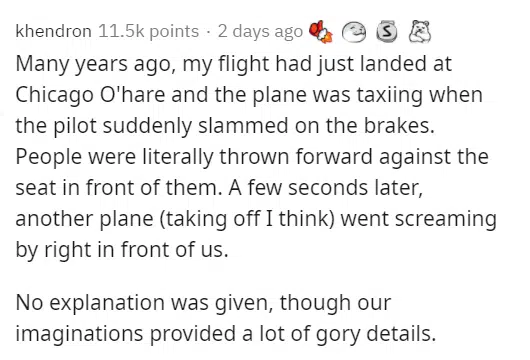 khendron 11.5k points · 2 days ago
Many years ago, my flight had just landed at
Chicago O'hare and the plane was taxiing when
the pilot suddenly slammed on the brakes.
People were literally thrown forward against the
seat in front of them. A few seconds later,
another plane (taking off I think) went screaming
by right in front of us.
No explanation was given, though our
imaginations provided a lot of gory details.